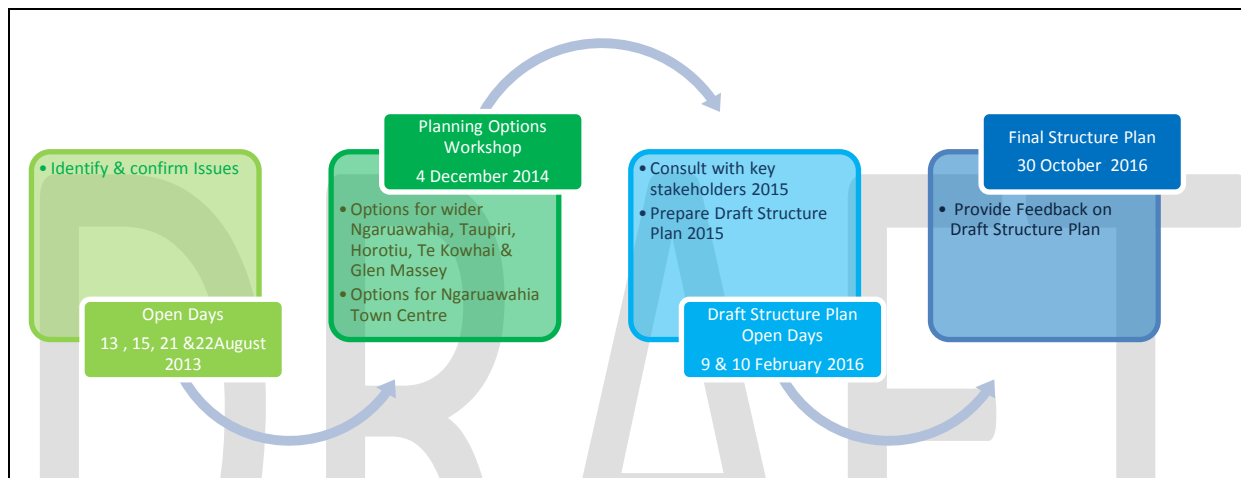 • Identify & confirm Issues
Open Days
13 , 15, 21 &22August
2013
Planning Options
Workshop
4 December 2014
• Options for wider
Ngaruawahia, Taupiri,
Horotiu, Te Kowhai &
Glen Massey
• Options for Ngaruawahia
Town Centre
• Consult with key
stakeholders 2015
• Prepare Draft Structure
Plan 2015
Draft Structure Plan
Open Days
9 & 10 February 2016
Final Structure Plan
30 October 2016
• Provide Feedback on
Draft Structure Plan
DRAFT